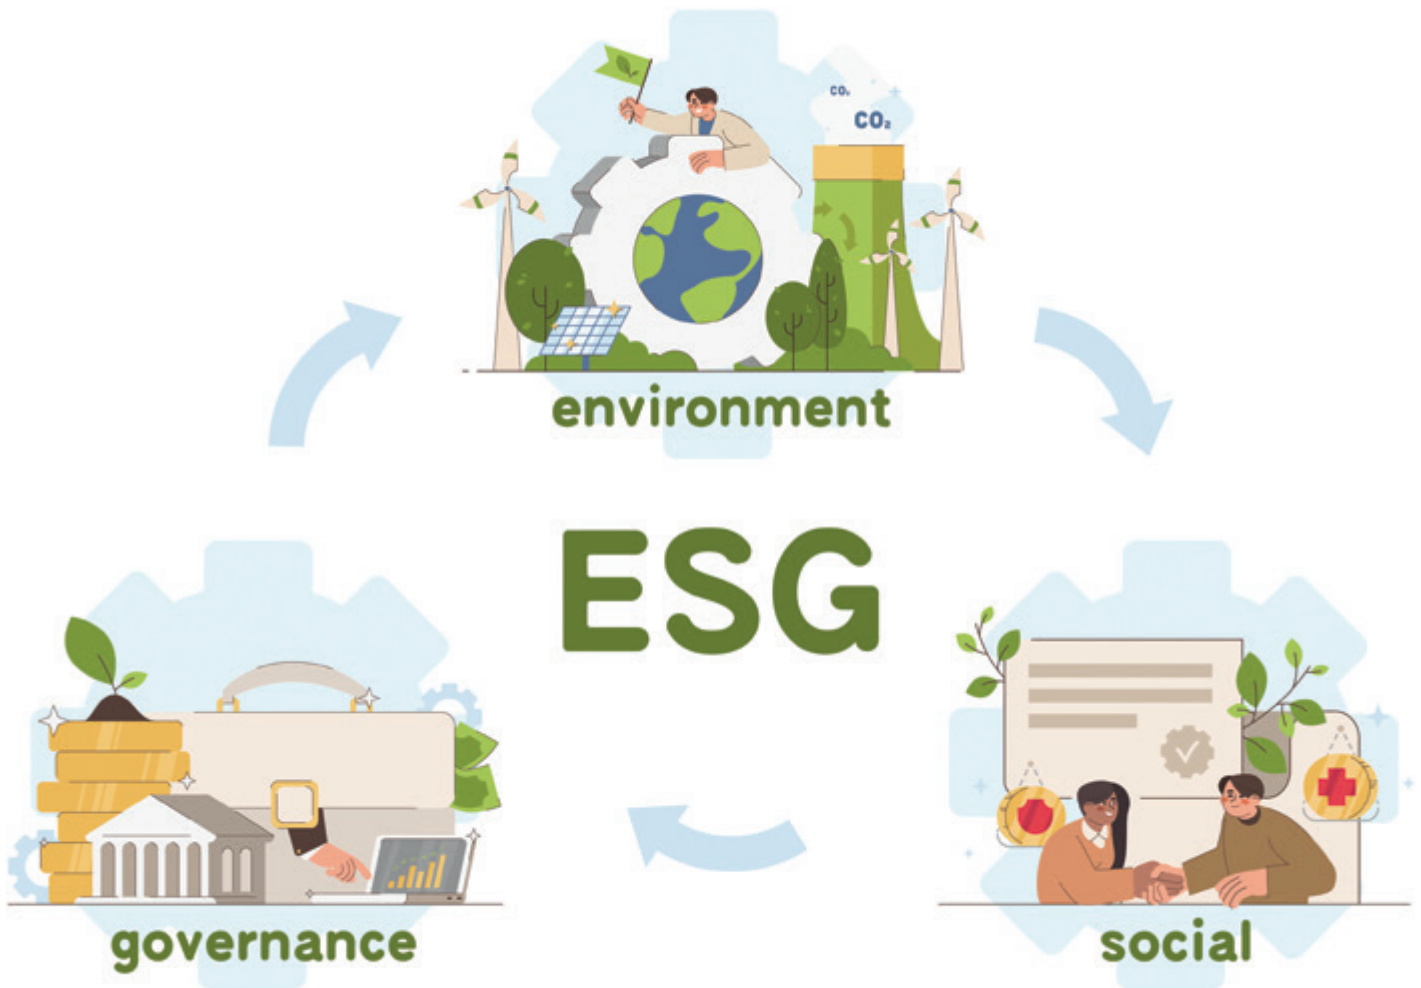 CO₂
CO₂
environment
ESG
governance
social